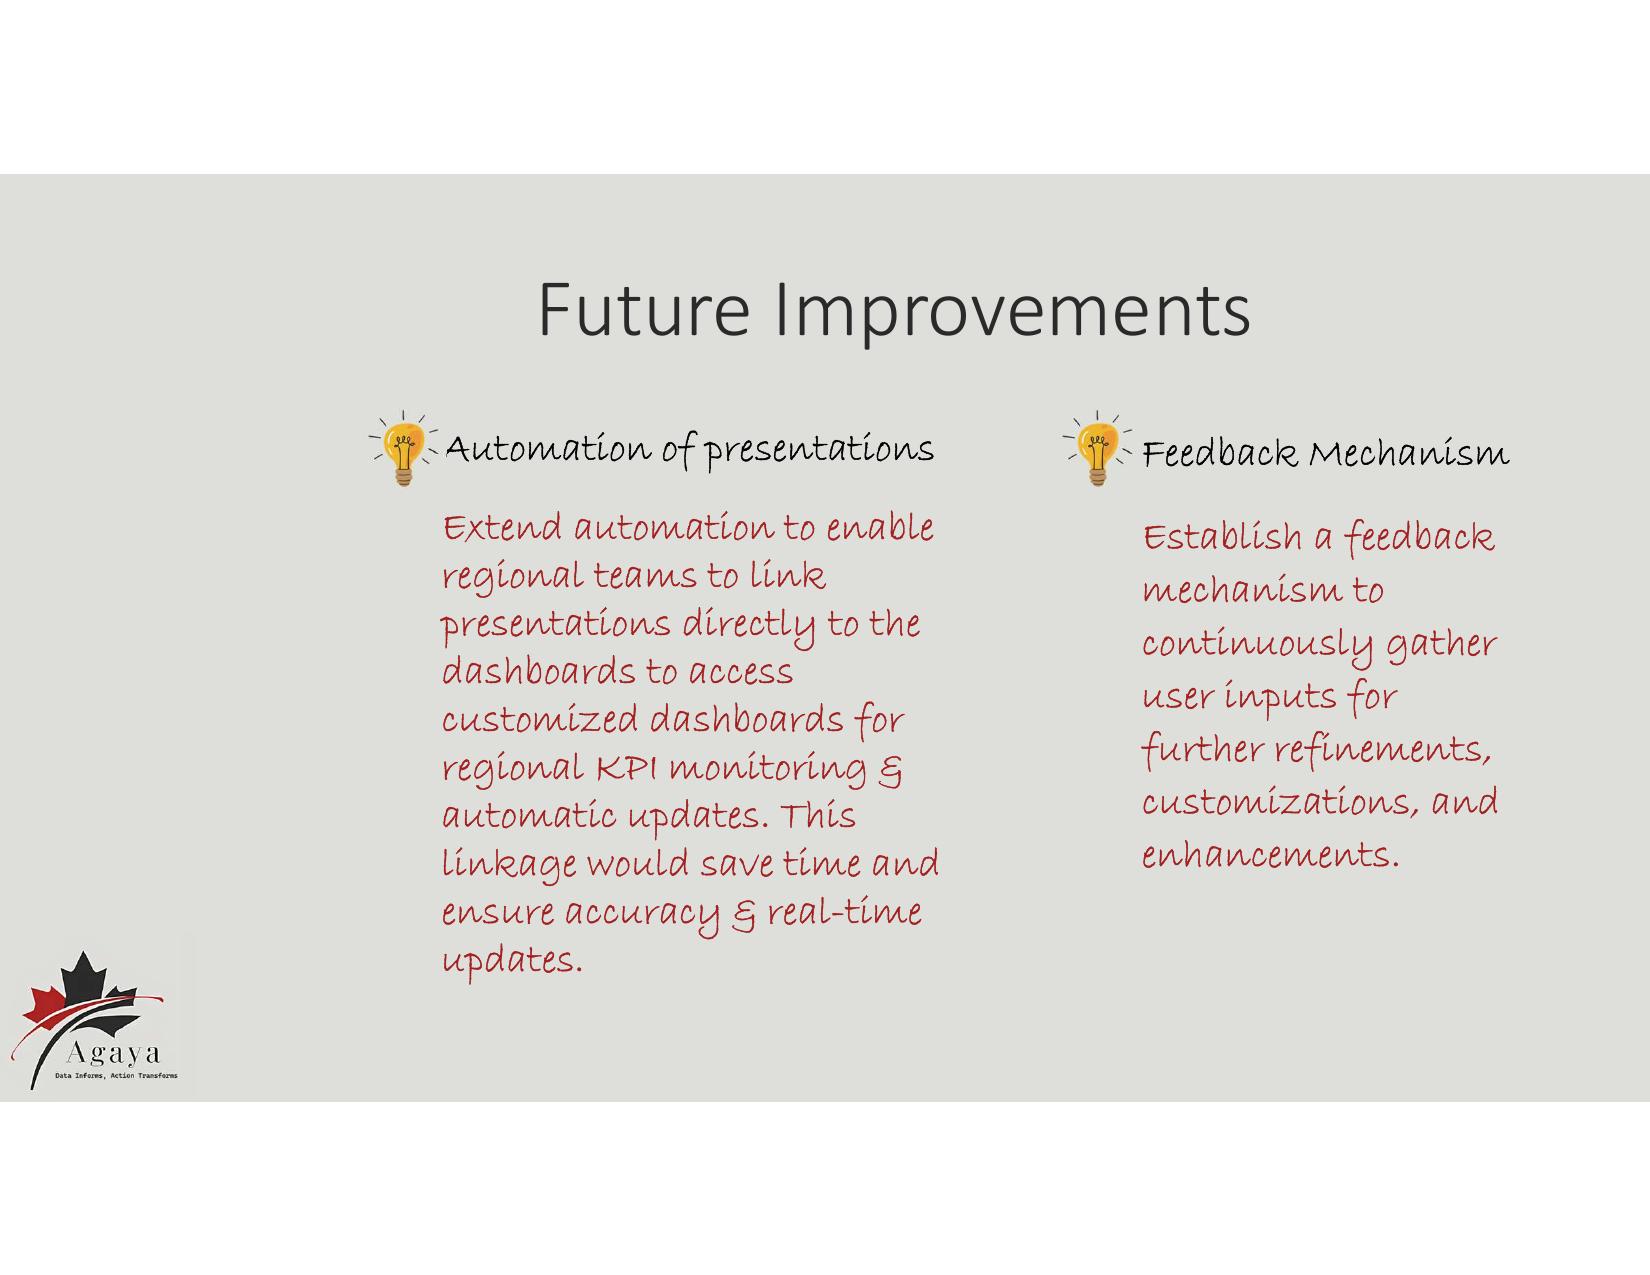 Future Improvements
Automation of presentations
Extend automation to enable
regional teams to link
presentations directly to the
dashboards to access
customized dashboards for
regional KPI monitoring &
automatic updates. This
linkage would save time and
ensure accuracy & real-time
updates.
Feedback Mechanism
Establish a feedback
mechanism to
continuously gather
user inputs for
further refinements,
customizations, and
enhancements.
Agaya
Data Informs, Action Transforms